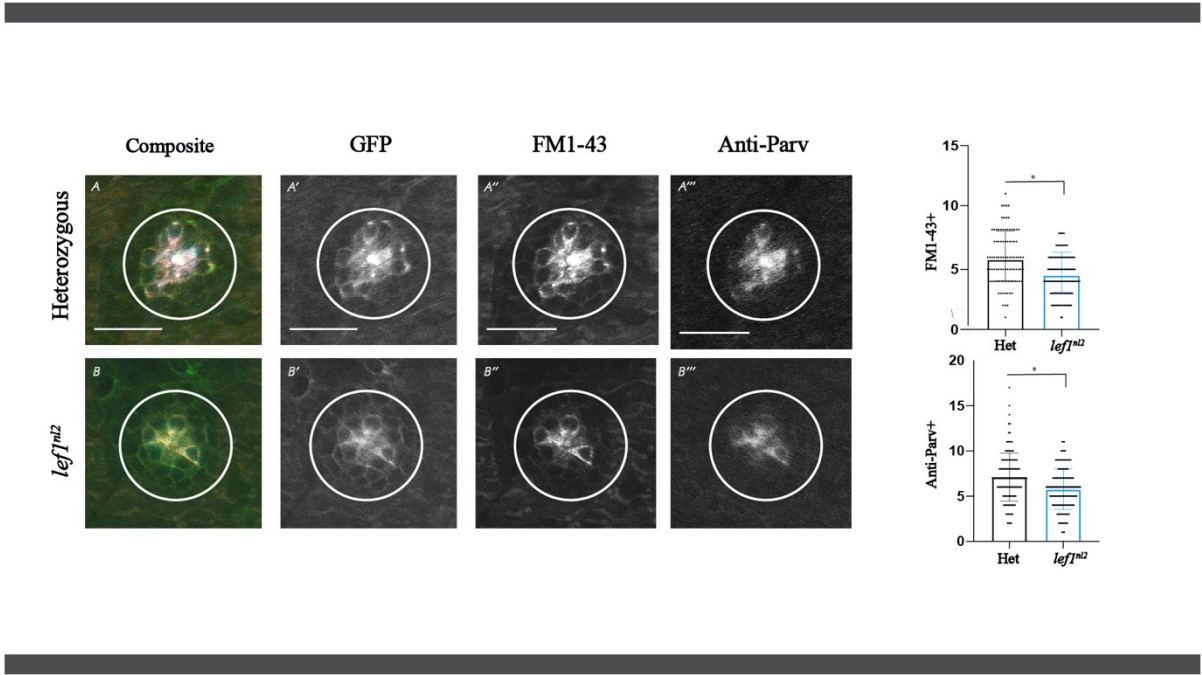 Composite GFP FM1-43 Anti-Parv
Heterozygous
A A' A'' A'''
lef1nl2
B B' B'' B'''
15
*
10
FM1-43+
5
0
Het lef1nl2
20
*
15
Anti-Parv+
10
5
0
Het lef1nl2